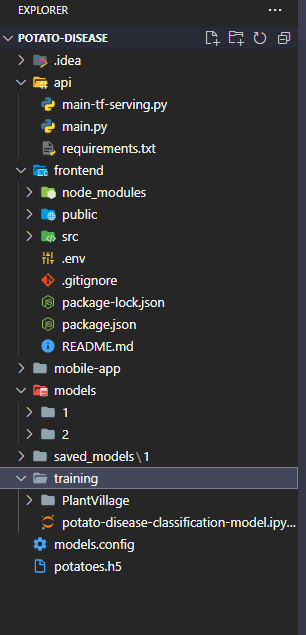 EXPLORER
POTATO-DISEASE
.idea
api
main-tf-serving.py
main.py
requirements.txt
frontend
node_modules
public
src
.env
.gitignore
package-lock.json
package.json
README.md
mobile-app
models
1
2
saved_models\1
training
PlantVillage
potato-disease-classification-model.ipy...
models.config
potatoes.h5